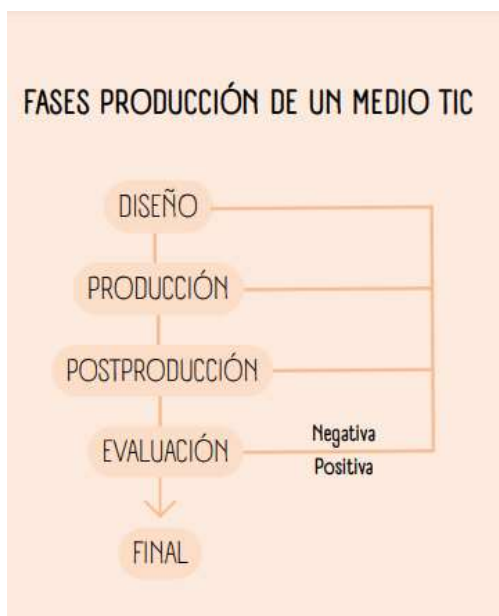 FASES PRODUCCIÓN DE UN MEDIO TIC
DISEÑO
PRODUCCIÓN
POSTPRODUCCIÓN
EVALUACIÓN
Negativa
Positiva
FINAL